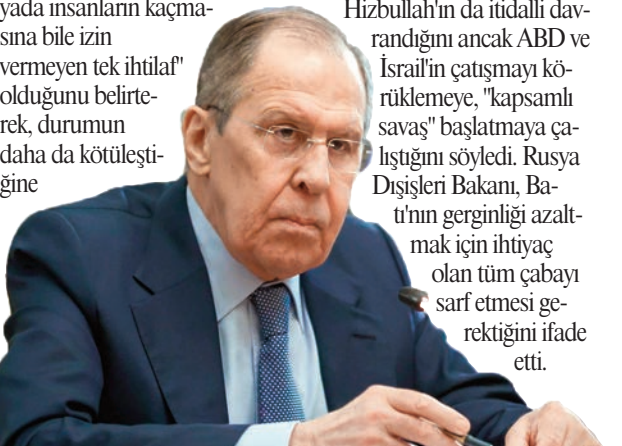 yada insanların kaçma-
sına bile izin
vermeyen tek ihtilaf"
olduğunu belirte-
rek, durumun
daha da kötüleşti-
ğine
Hizbullah'ın da itidalli dav-
randığını ancak ABD ve
İsrail'in çatışmayı kö-
rüklemeye, "kapsamlı
savaş" başlatmaya ça-
lıştığını söyledi. Rusya
Dışişleri Bakanı, Ba-
tı'nın gerginliği azalt-
mak için ihtiyaç
olan tüm çabayı
sarf etmesi ge-
rektiğini ifade
etti.